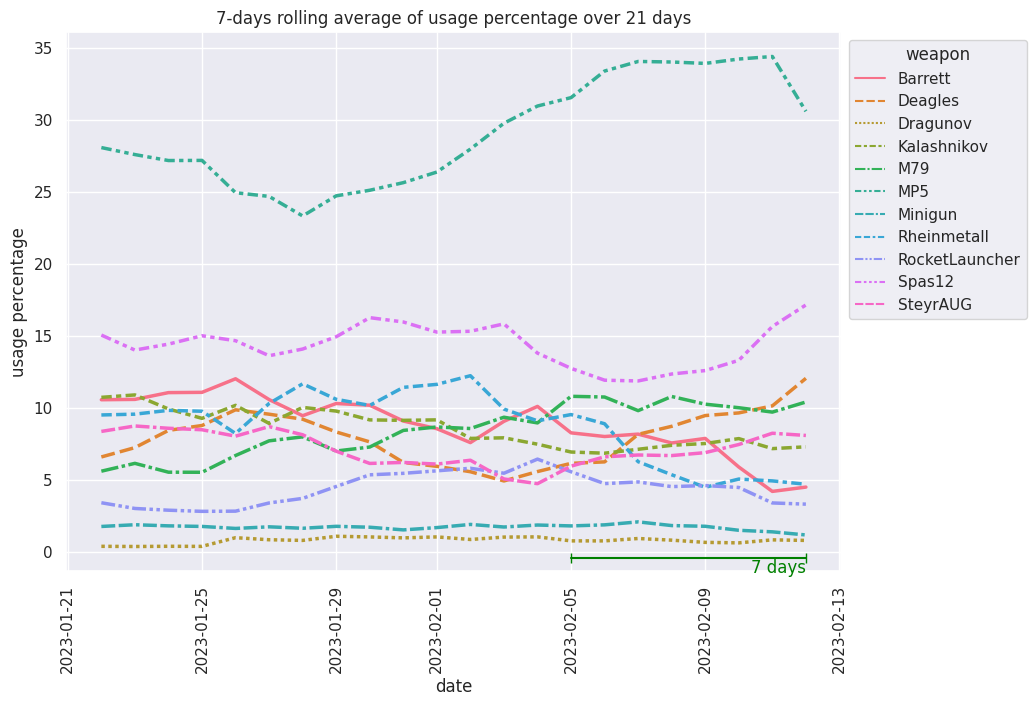 7-days rolling average of usage percentage over 21 days
usage percentage
35
30
25
20
15
10
5
0
2023-01-21
2023-01-25
2023-01-29
2023-02-01
2023-02-05
2023-02-09
2023-02-13
date
7 days
weapon
Barrett
Deagles
Dragunov
Kalashnikov
M79
MP5
Minigun
Rheinmetall
RocketLauncher
Spas12
SteyrAUG